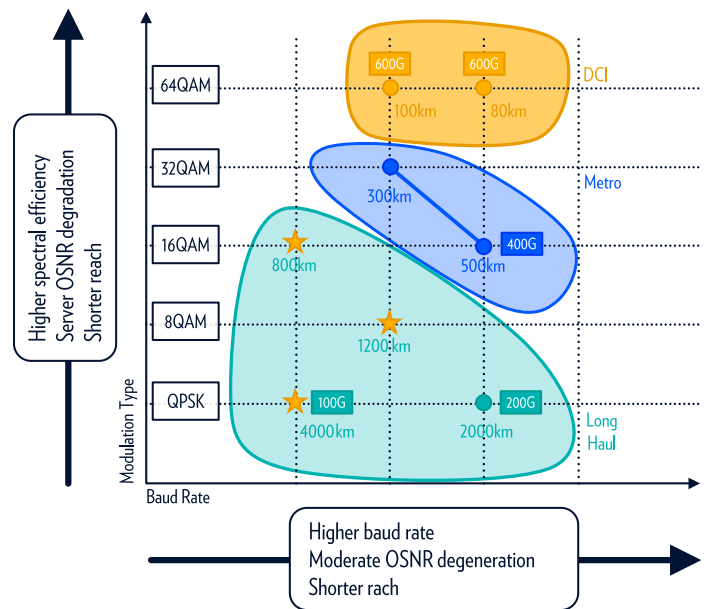 600G
600G
DCI
64QAM
100km
80km
32QAM
Metro
300km
Higher spectral efficiency
Server OSNR degradation
Shorter reach
16QAM
400G
800km
500km
8QAM
1200km
Modulation Type
QPSK
100G
200G
4000km
2000km
Long
Haul
Baud Rate
Higher baud rate
Moderate OSNR degeneration
Shorter rach